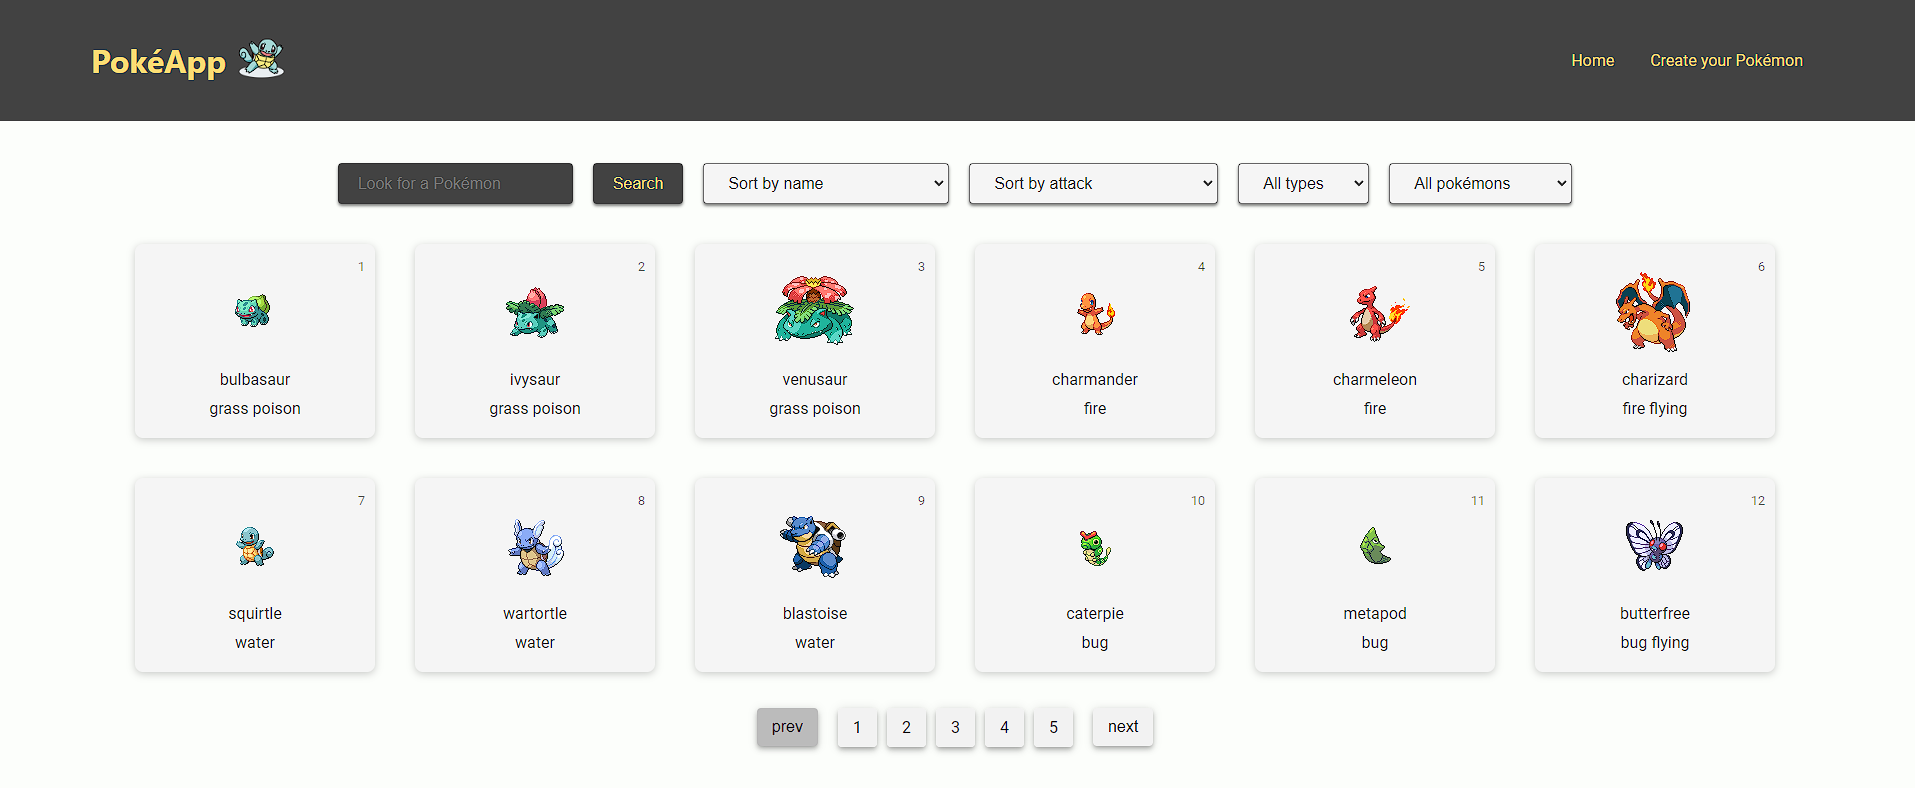 PokéApp
Home Create your Pokémon
Look for a Pokémon Search Sort by name Sort by attack All types All pokémons
1 2 3 4 5 6
bulbasaur ivysaur venusaur charmander charmeleon charizard
grass poison grass poison grass poison fire fire fire flying
7 8 9 10 11 12
squirtle wartortle blastoise caterpie metapod butterfree
water water water bug bug bug flying
prev 1 2 3 4 5 next